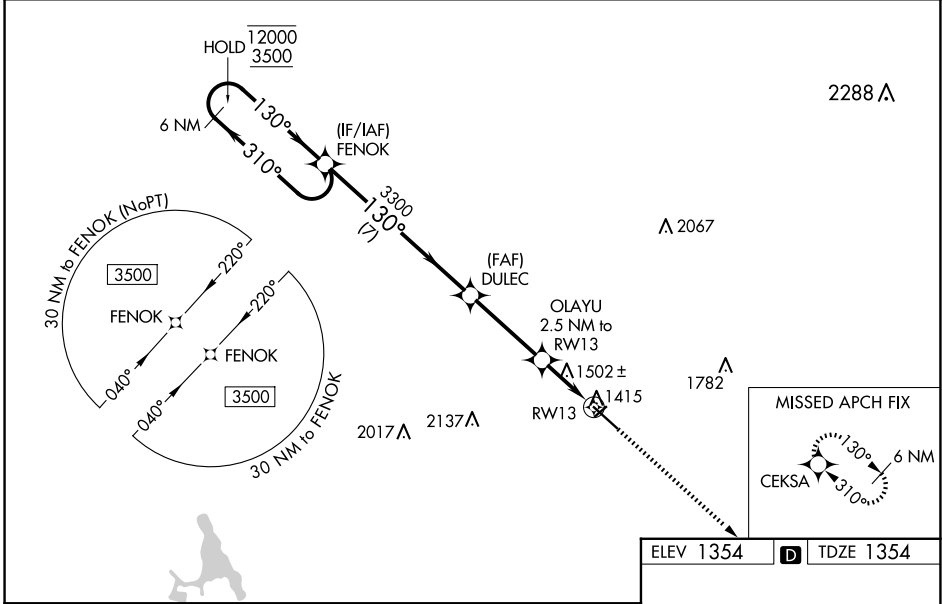 HOLD 12000
3500
2288
130°
6 NM
(IF/IAF)
FENOK
310°
3300
130°
(7)
2067
30 NM to FENOK (NoPT)
220°
3500
(FAF)
DULEC
220°
FENOK
OLAYU
2.5 NM to
RW13
FENOK
040°
1502 ±
1782
3500
1415
MISSED APCH FIX
RW13
040°
2137
2017
30 NM to FENOK
130°
6 NM
CEKSA
310°
ELEV 1354
D
TDZE 1354